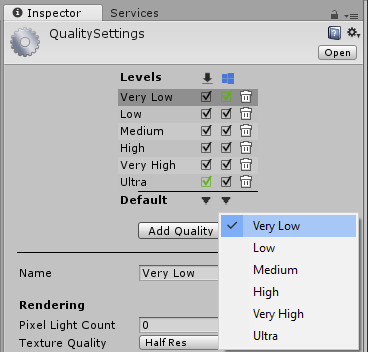 Inspector
Services
QualitySettings
Open
Levels
Very Low
Low
Medium
High
Very High
Ultra
Default
Add Quality
Very Low
Low
Medium
High
Very High
Ultra
Name
Very Low
Rendering
Pixel Light Count
0
Texture Quality
Half Res